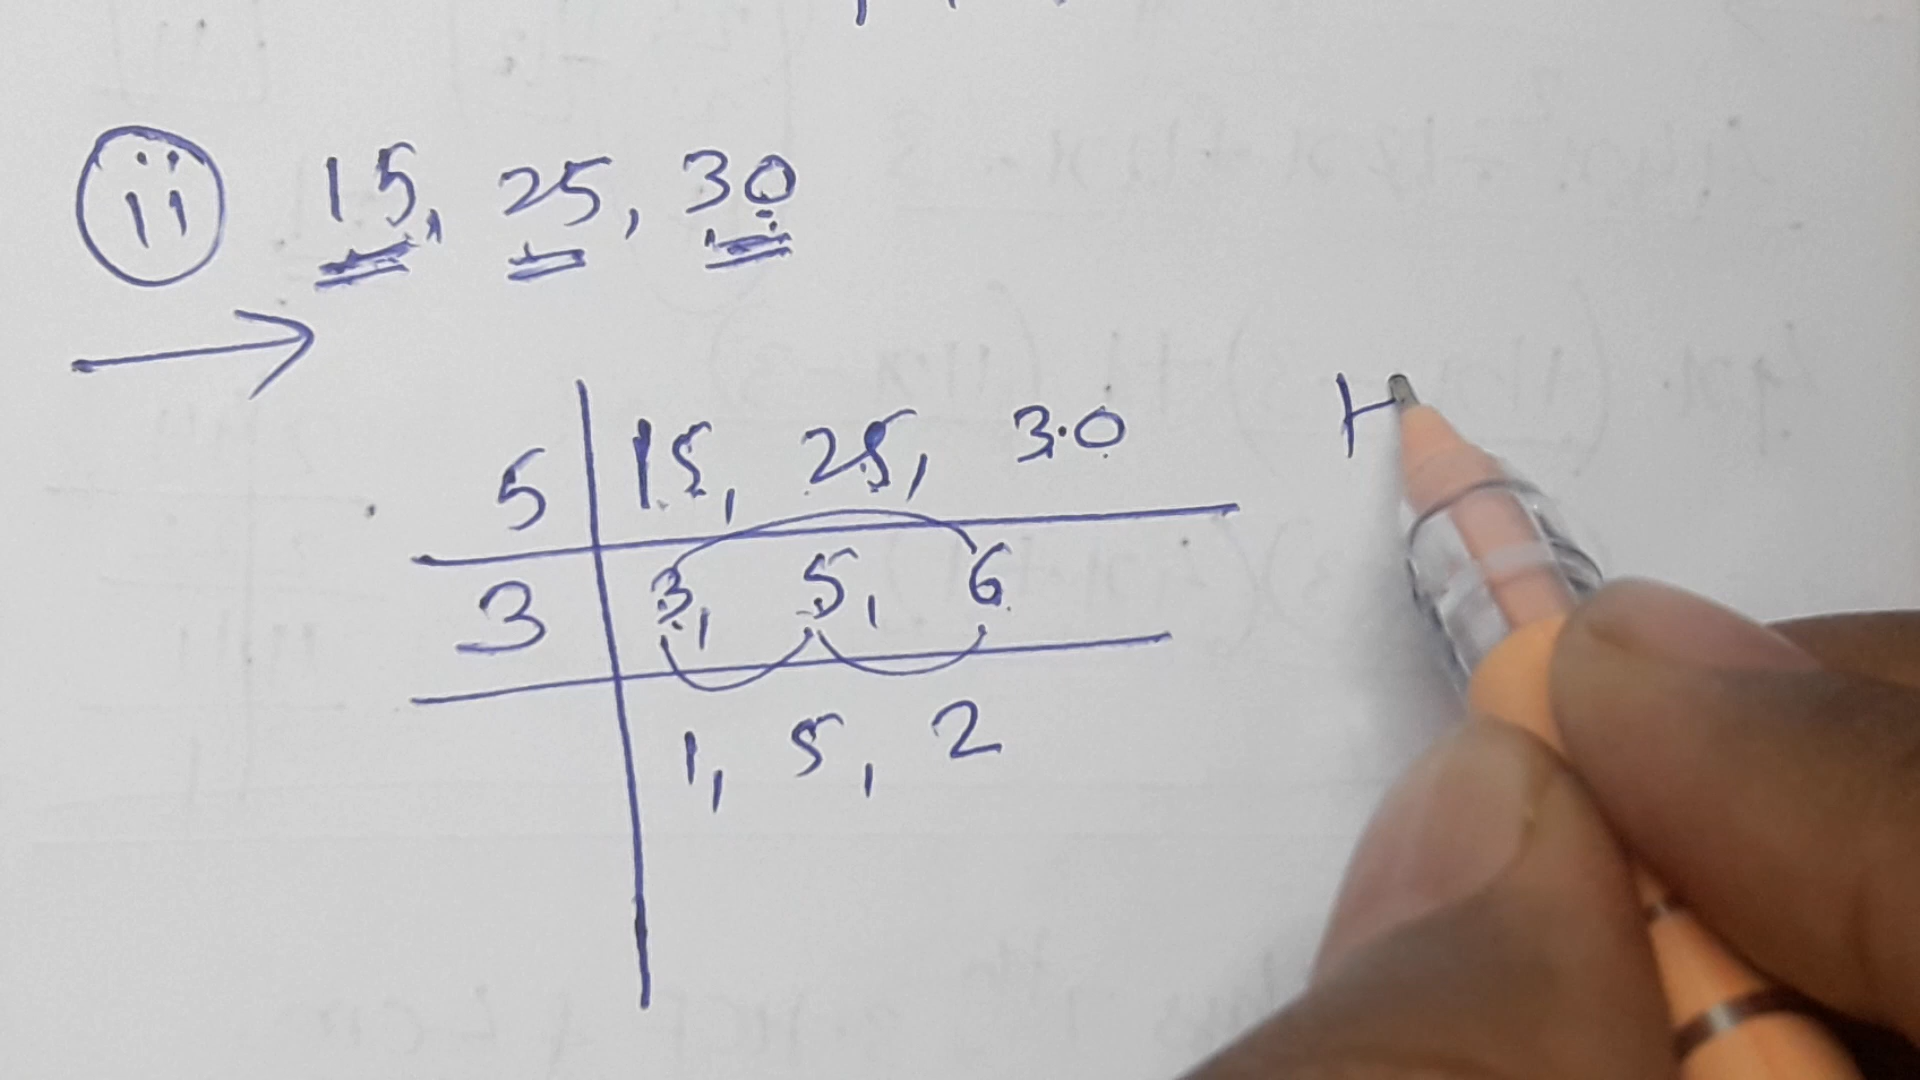 ii 15, 25, 30
5 15, 25, 30
3 3, 5, 6
1, 5, 2
H